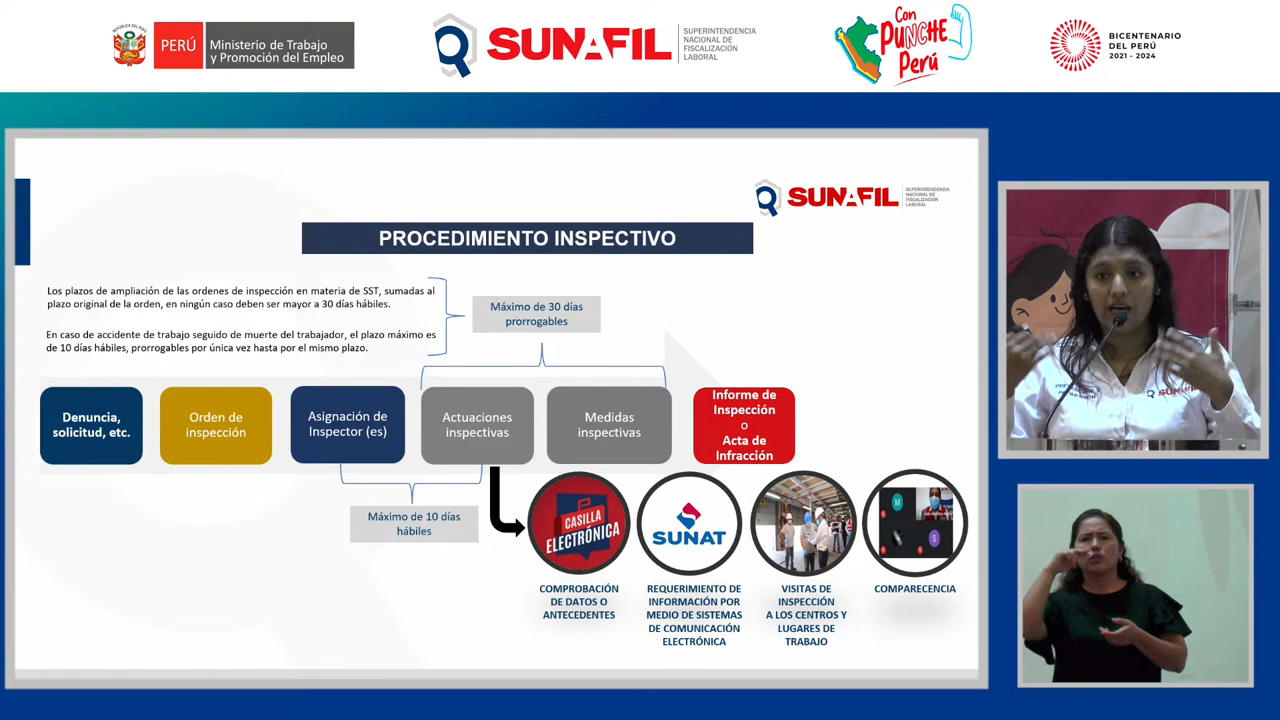 PERÚ
Ministerio de Trabajo
y Promoción del Empleo
SUNAFIL
SUPERINTENDENCIA
NACIONAL DE
FISCALIZACIÓN
LABORAL
Con
PUNCHE
Perú
BICENTENARIO
DEL PERÚ
2021 - 2024
SUNAFIL
SUPERINTENDENCIA
NACIONAL DE
FISCALIZACIÓN
LABORAL
PROCEDIMIENTO INSPECTIVO
Los plazos de ampliación de las ordenes de inspección en materia de SST, sumadas al
plazo original de la orden, en ningún caso deben ser mayor a 30 días hábiles.
En caso de accidente de trabajo seguido de muerte del trabajador, el plazo máximo es
de 10 días hábiles, prorrogables por única vez hasta por el mismo plazo.
Máximo de 30 días
prorrogables
Denuncia,
solicitud, etc.
Orden de
inspección
Asignación de
Inspector (es)
Actuaciones
inspectivas
Medidas
inspectivas
Informe de
Inspección
o
Acta de
Infracción
Máximo de 10 días
hábiles
CASILLA
ELECTRÓNICA
SUNAT
M
S
COMPROBACIÓN
DE DATOS O
ANTECEDENTES
REQUERIMIENTO DE
INFORMACIÓN POR
MEDIO DE SISTEMAS
DE COMUNICACIÓN
ELECTRÓNICA
VISITAS DE
INSPECCIÓN
A LOS CENTROS Y
LUGARES DE
TRABAJO
COMPARECENCIA
SUNAFIL